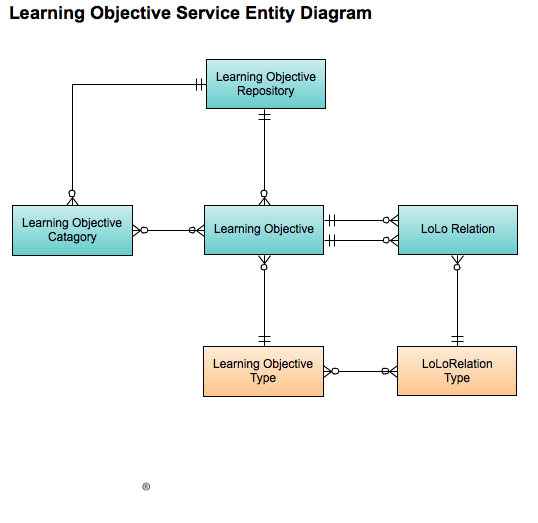 Learning Objective Service Entity Diagram
Learning Objective
Repository
Learning Objective
Catagory
Learning Objective
LoLo Relation
Learning Objective
Type
LoLoRelation
Type
®